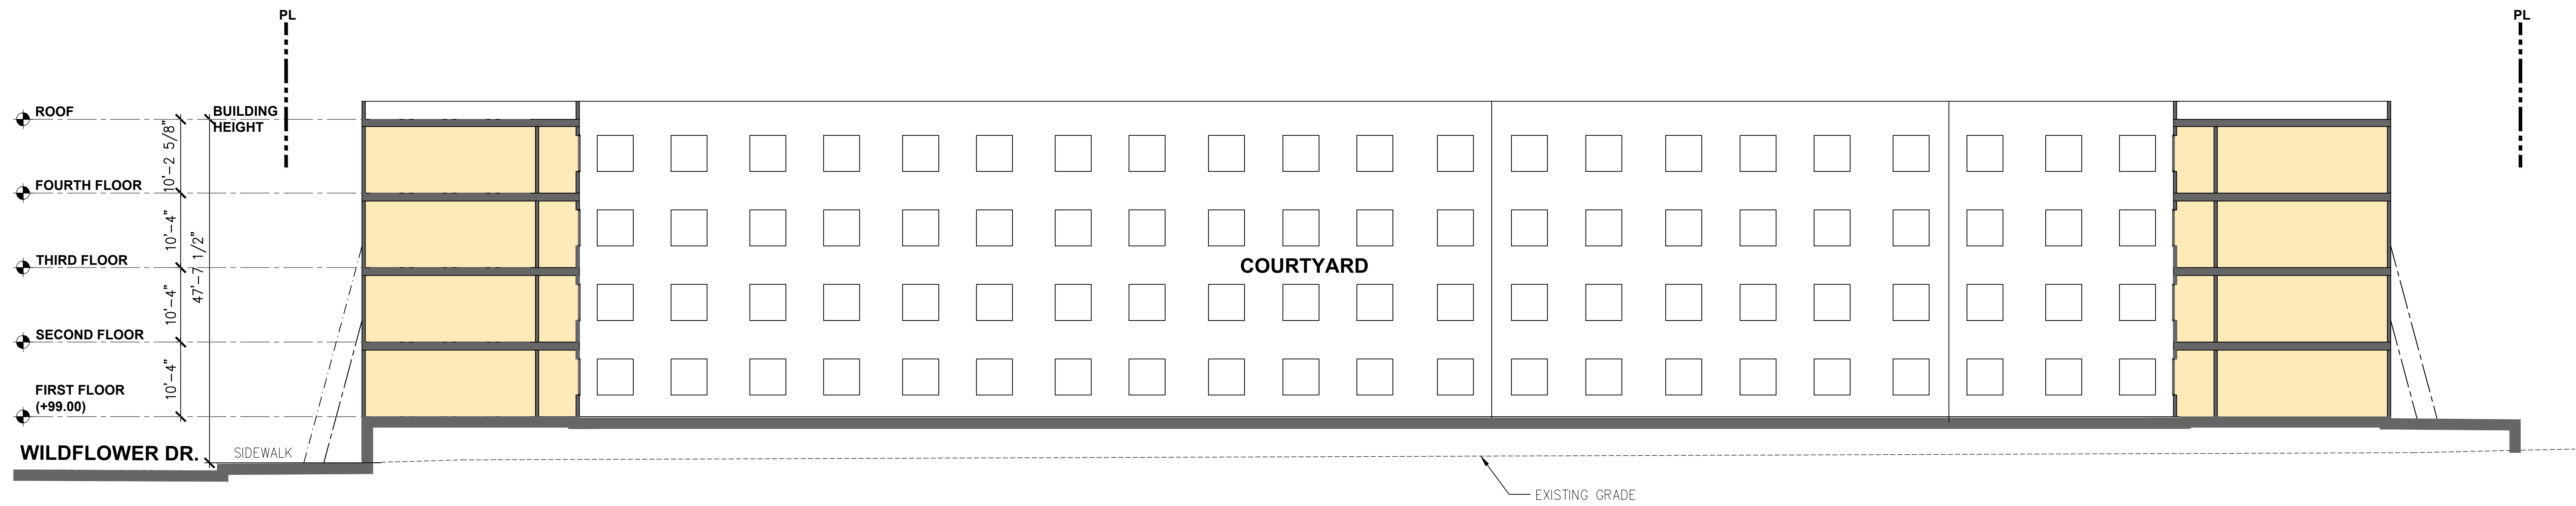 PL
PL
ROOF
BUILDING
HEIGHT
10'-2 5/8"
FOURTH FLOOR
10'-4"
47'-7 1/2"
THIRD FLOOR
COURTYARD
10'-4"
SECOND FLOOR
10'-4"
FIRST FLOOR
(+99.00)
WILDFLOWER DR.
SIDEWALK
EXISTING GRADE